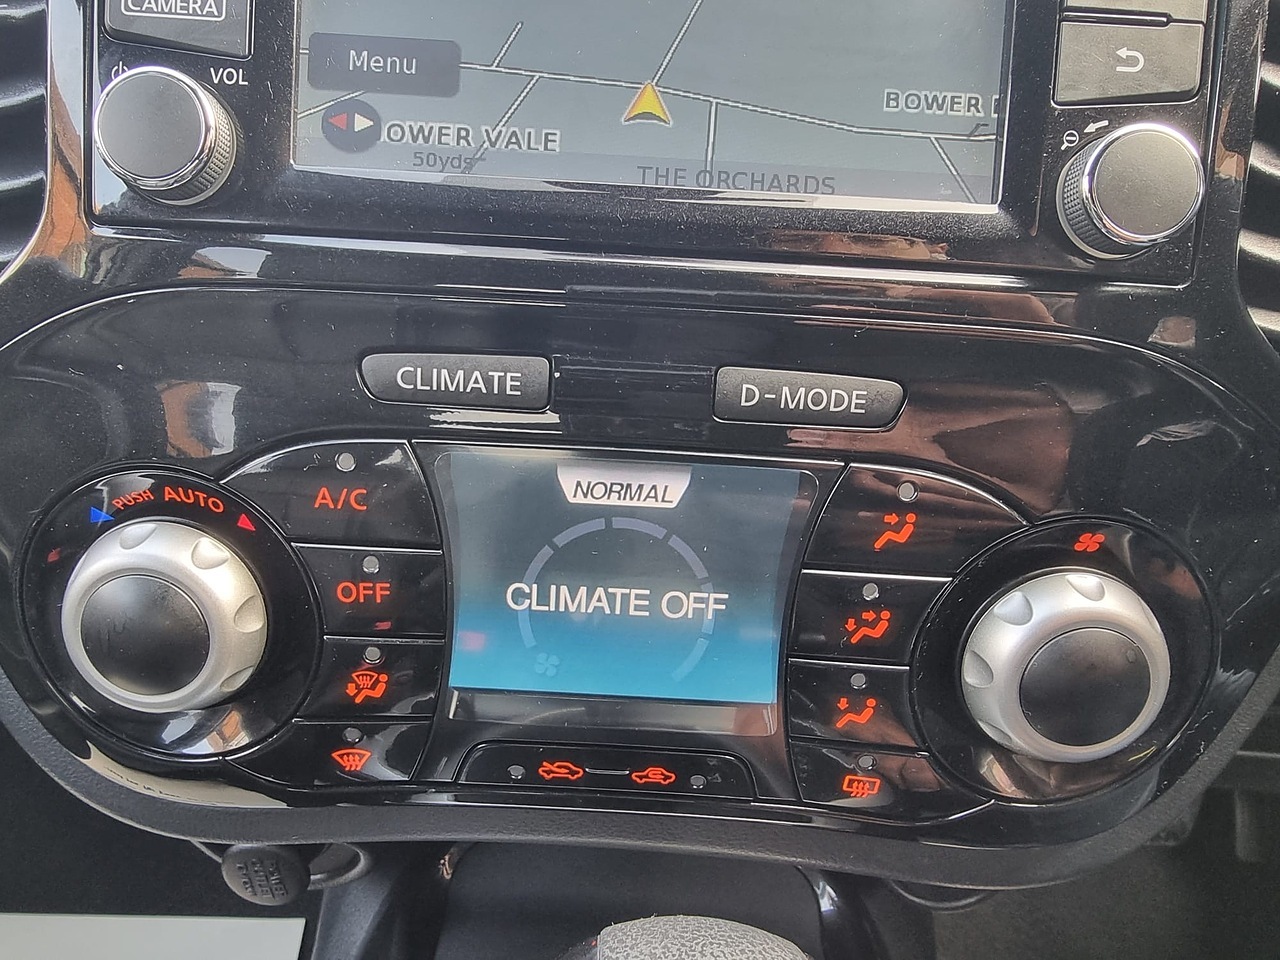 CAMERA
VOL
Menu
BOWER
OWER VALE
50yds
THE ORCHARDS
CLIMATE
D-MODE
PUSH AUTO
A/C
NORMAL
OFF
CLIMATE OFF